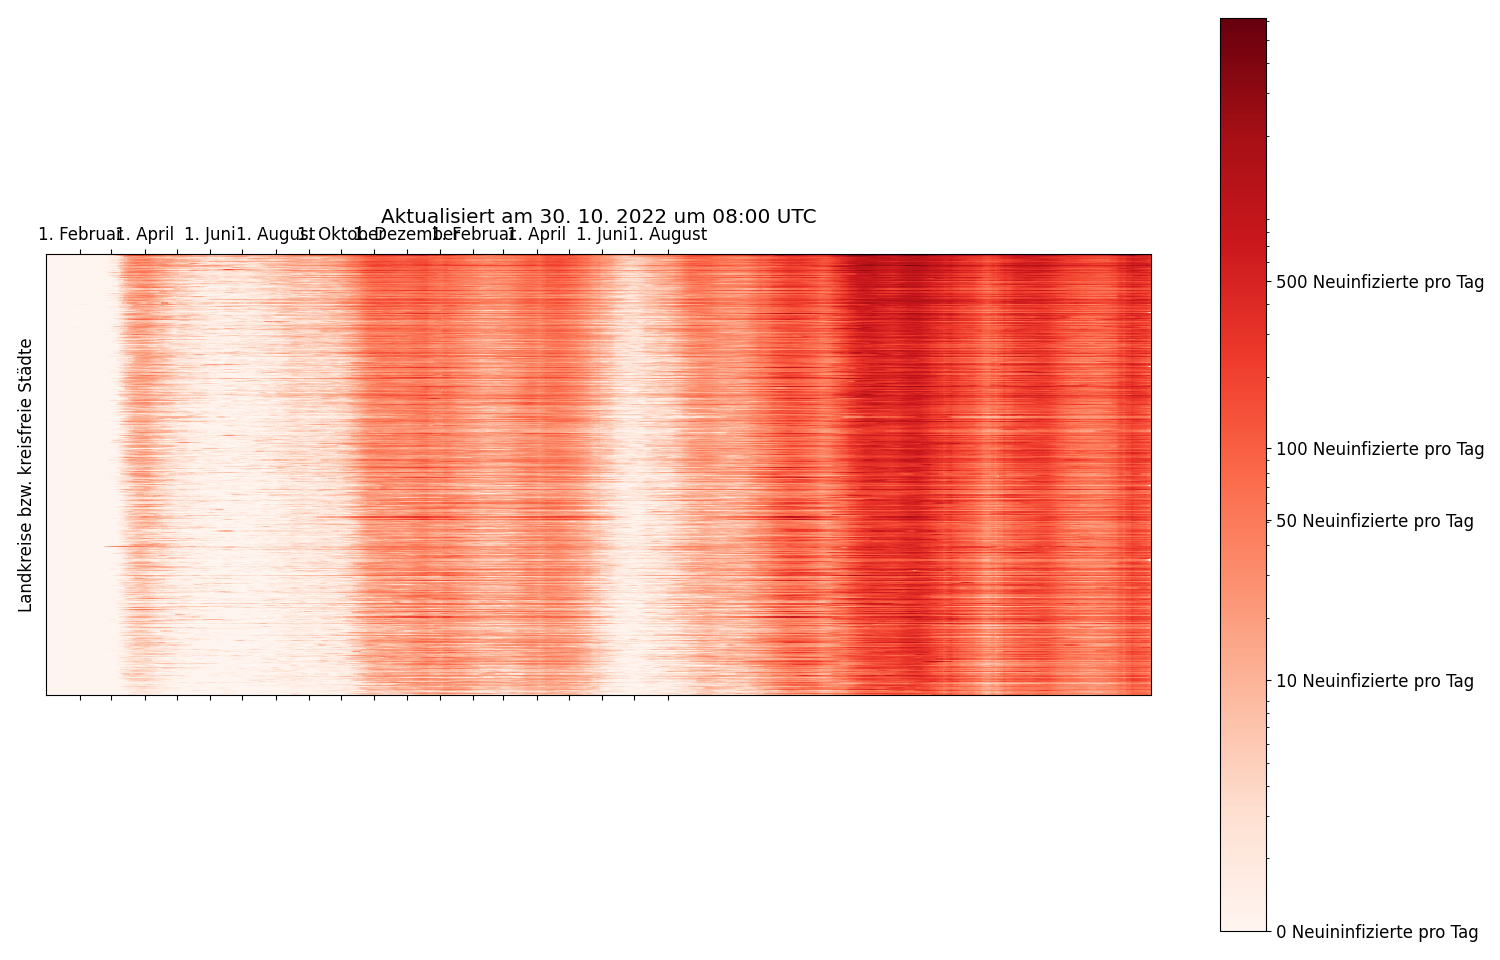 Aktualisiert am 30. 10. 2022 um 08:00 UTC
1. Februar 1. April 1. Juni 1. August 1. Oktober 1. Dezember 1. Februar 1. April 1. Juni 1. August
Landkreise bzw. kreisfreie Städte
500 Neuinfizierte pro Tag
100 Neuinfizierte pro Tag
50 Neuinfizierte pro Tag
10 Neuinfizierte pro Tag
0 Neuininfizierte pro Tag